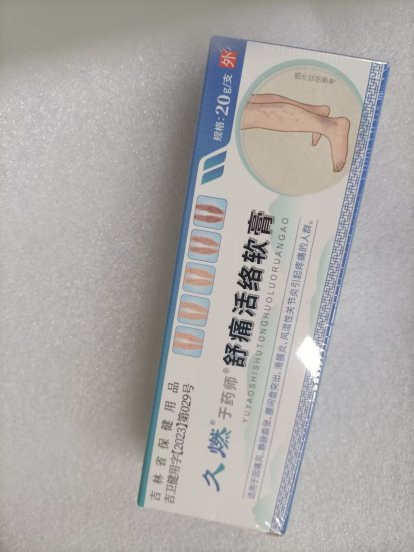 吉林省保健用品
吉卫健用字【2023】第029号
久燃® 于药师®
舒痛活络软膏
YUYAOSHISHUTONGHUOLUORUANGAO
规格：20g/支
外
图片仅供参考